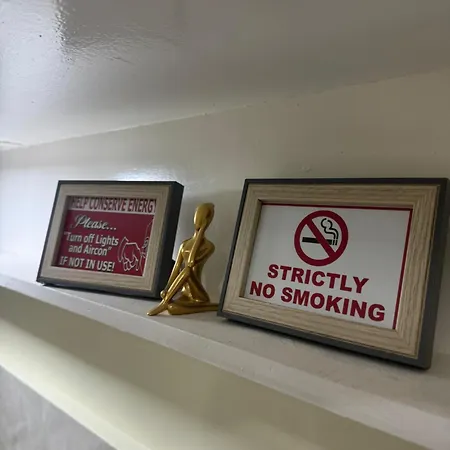 HELP CONSERVE ENERGY
Please...
"Turn off Lights
and Aircon"
IF NOT IN USE!
STRICTLY
NO SMOKING